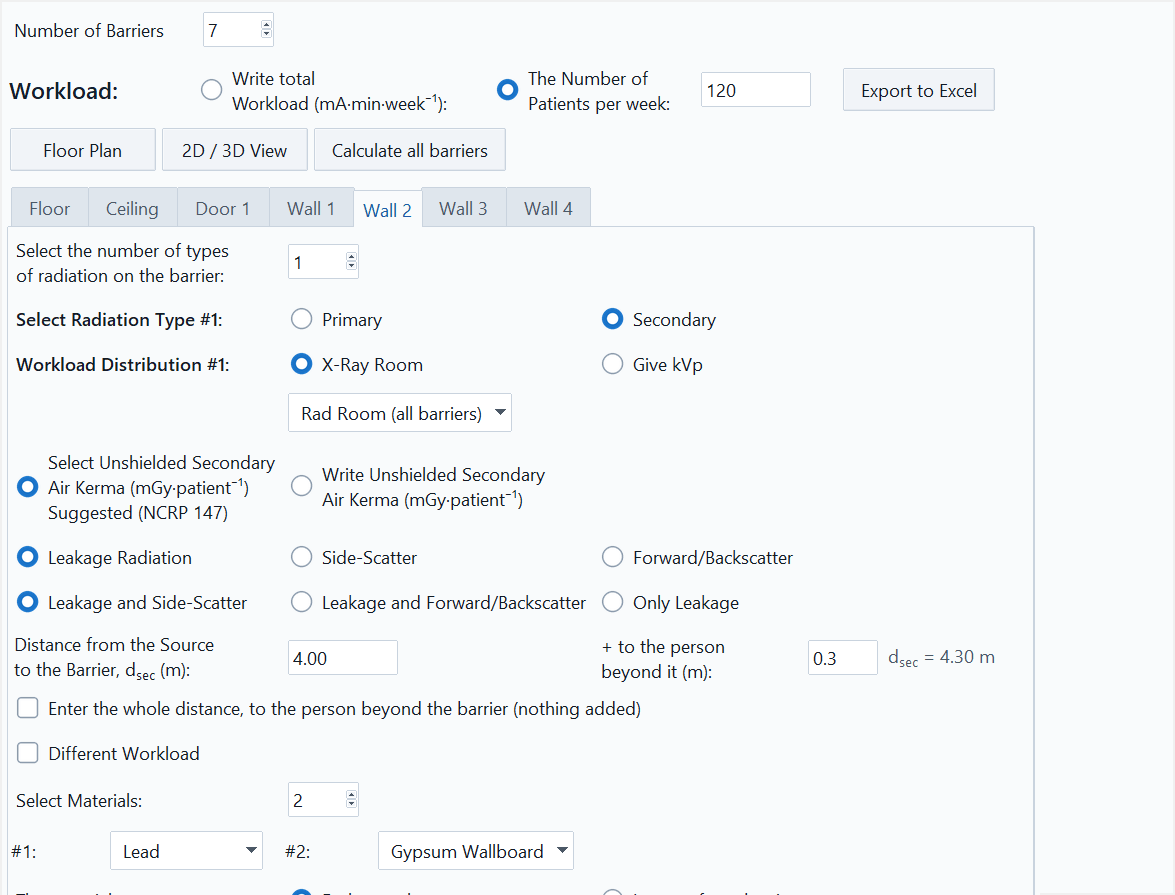 Number of Barriers 7
Workload: Write total The Number of
Workload (mA·min·week⁻¹): Patients per week: 120 Export to Excel
Floor Plan 2D / 3D View Calculate all barriers
Floor Ceiling Door 1 Wall 1 Wall 2 Wall 3 Wall 4
Select the number of types
of radiation on the barrier: 1
Select Radiation Type #1: Primary Secondary
Workload Distribution #1: X-Ray Room Give kVp
Rad Room (all barriers)
Select Unshielded Secondary
Air Kerma (mGy·patient⁻¹)
Suggested (NCRP 147)
Write Unshielded Secondary
Air Kerma (mGy·patient⁻¹)
Leakage Radiation Side-Scatter Forward/Backscatter
Leakage and Side-Scatter Leakage and Forward/Backscatter Only Leakage
Distance from the Source
to the Barrier, dsec (m): 4.00
+ to the person
beyond it (m): 0.3 dsec = 4.30 m
Enter the whole distance, to the person beyond the barrier (nothing added)
Different Workload
Select Materials: 2
#1: Lead #2: Gypsum Wallboard